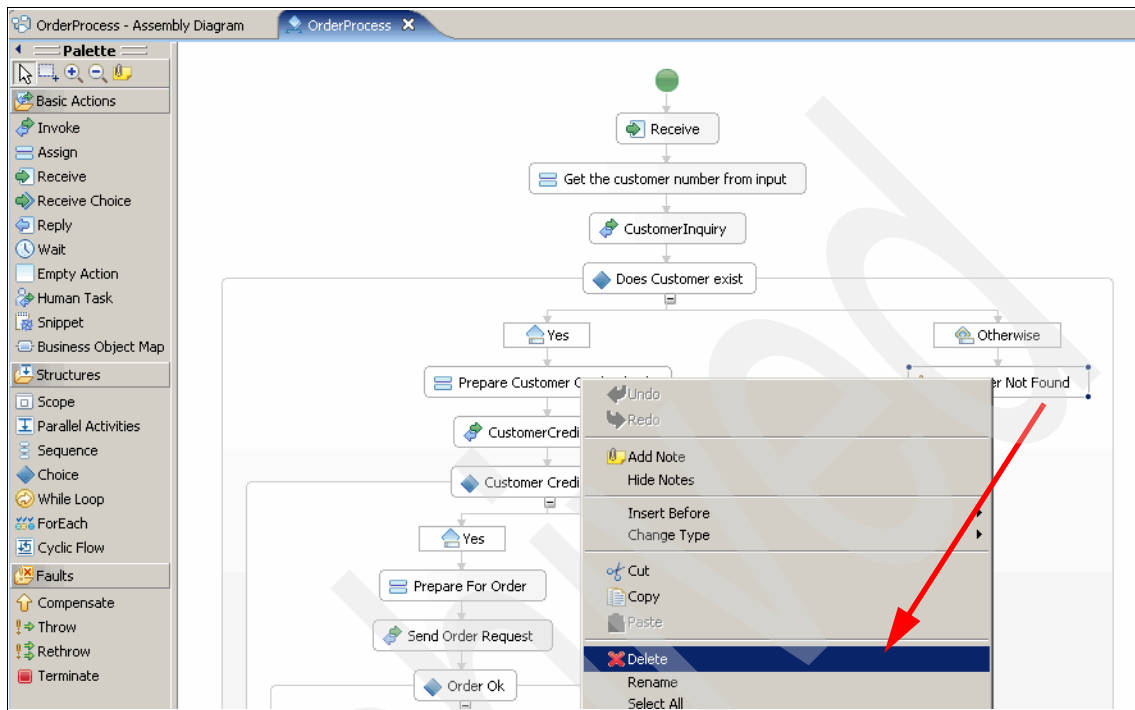 OrderProcess - Assembly Diagram
OrderProcess
Palette
Basic Actions
Invoke
Assign
Receive
Receive Choice
Reply
Wait
Empty Action
Human Task
Snippet
Business Object Map
Structures
Scope
Parallel Activities
Sequence
Choice
While Loop
ForEach
Cyclic Flow
Faults
Compensate
Throw
Rethrow
Terminate
Receive
Get the customer number from input
CustomerInquiry
Does Customer exist
Yes
Otherwise
Prepare Customer
er Not Found
CustomerCredi
Customer Credi
Yes
Prepare For Order
Send Order Request
Order Ok
Undo
Redo
Add Note
Hide Notes
Insert Before
Change Type
Cut
Copy
Paste
Delete
Rename
Select All